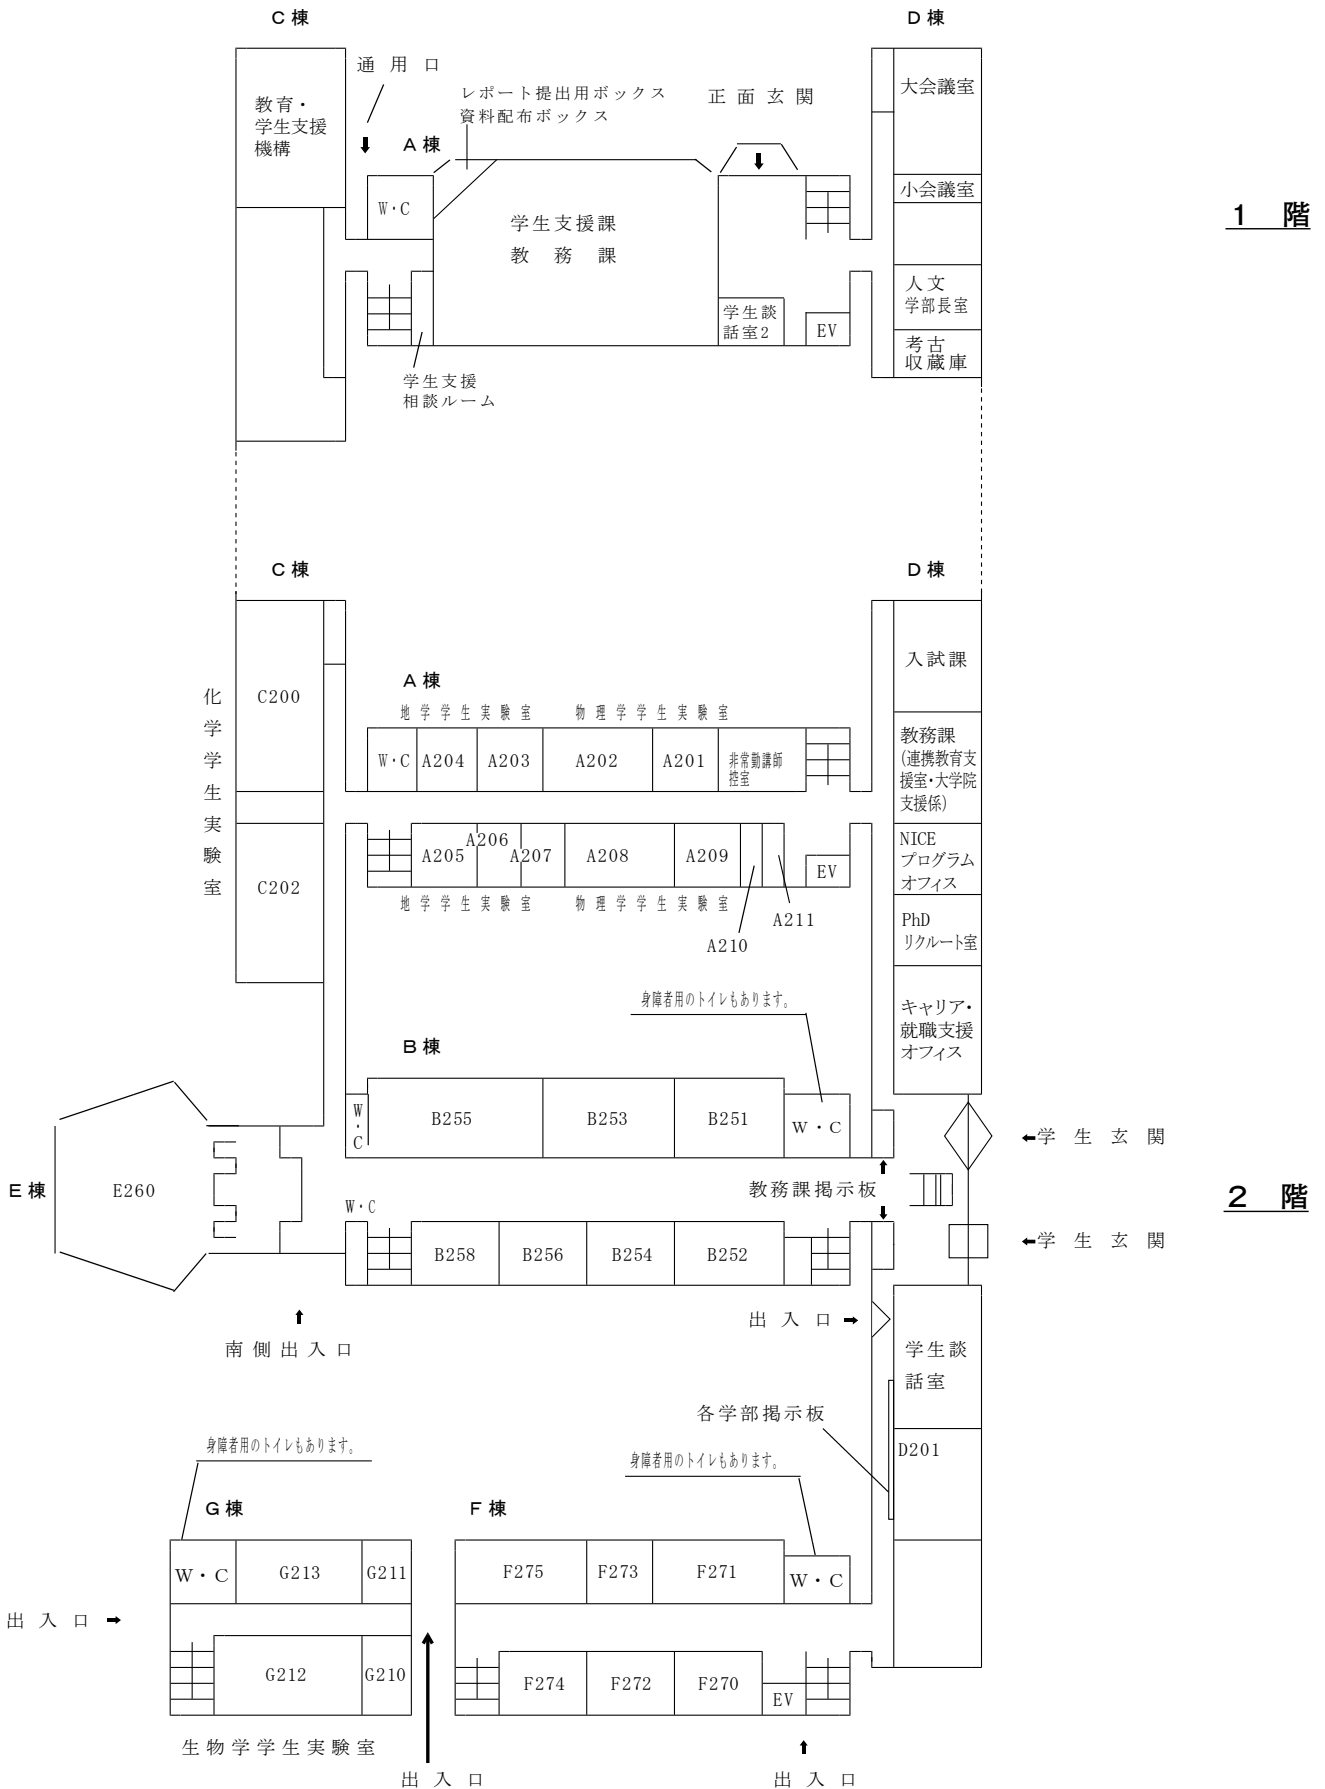 C棟
D棟
通用口
レポート提出用ボックス
資料配布ボックス
正面玄関
大会議室
教育・
学生支援
機構
A棟
小会議室
W・C
学生支援課
教務課
1 階
人文
学部長室
学生談
話室2
EV
考古
収蔵庫
学生支援
相談ルーム
C棟
D棟
入試課
化学学生実験室
C200
A棟
地学学生実験室
物理学学生実験室
W・C
A204
A203
A202
A201
非常勤講師
控室
教務課
(連携教育支
援室・大学院
支援係)
A205
A206
A207
A208
A209
EV
NICE
プログラム
オフィス
C202
地学学生実験室
物理学学生実験室
A211
A210
PhD
リクルート室
身障者用のトイレもあります。
キャリア・
就職支援
オフィス
B棟
W・C
B255
B253
B251
W・C
←学生玄関
E棟
E260
教務課掲示板
2 階
W・C
B258
B256
B254
B252
←学生玄関
出入口→
南側出入口
学生談
話室
各学部掲示板
身障者用のトイレもあります。
身障者用のトイレもあります。
D201
G棟
F棟
W・C
G213
G211
F275
F273
F271
W・C
出入口→
G212
G210
F274
F272
F270
EV
生物学学生実験室
出入口
出入口